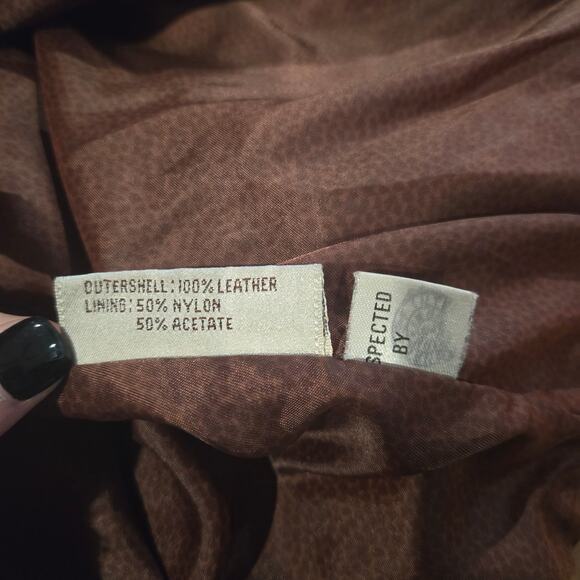 OUTERSHELL: 100% LEATHER
LINING: 50% NYLON
50% ACETATE
SPECTED
BY